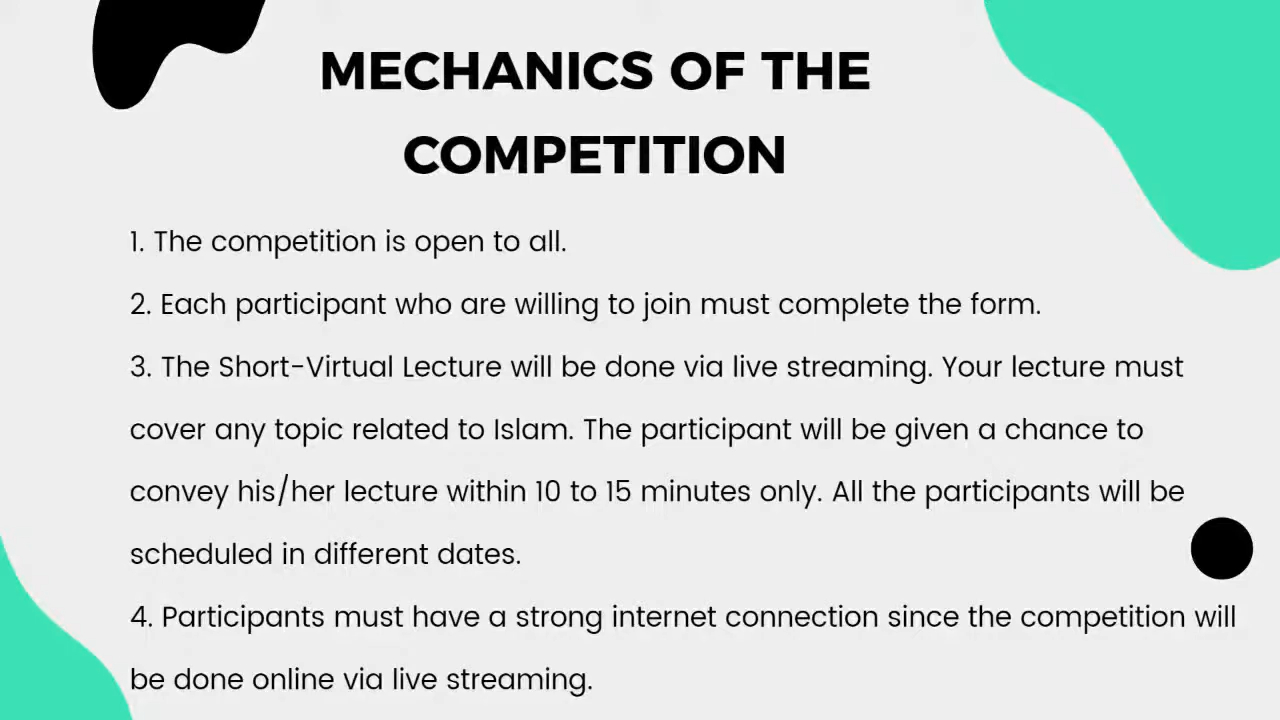 MECHANICS OF THE
COMPETITION
1. The competition is open to all.
2. Each participant who are willing to join must complete the form.
3. The Short-Virtual Lecture will be done via live streaming. Your lecture must
cover any topic related to Islam. The participant will be given a chance to
convey his/her lecture within 10 to 15 minutes only. All the participants will be
scheduled in different dates.
4. Participants must have a strong internet connection since the competition will
be done online via live streaming.